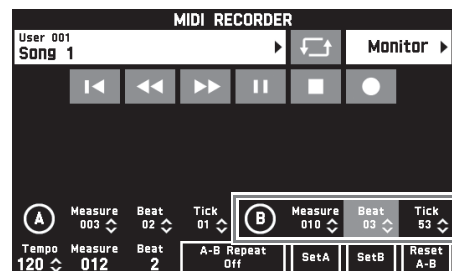 MIDI RECORDER
User 001
Song 1
Monitor
A Measure 003 Beat 02 Tick 01
B Measure 010 Beat 03 Tick 53
Tempo 120 Measure 012 Beat 2
A-B Repeat Off
SetA
SetB
Reset A-B